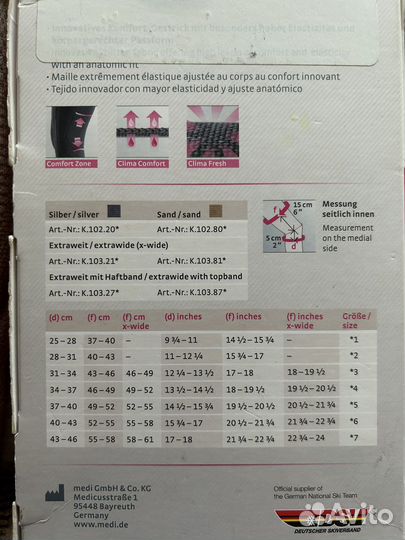 with an anatomic fit
• Maille extrêmement élastique ajustée au corps au confort innovant
• Tejido innovador con mayor elasticidad y ajuste anatómico
Comfort Zone
Clima Comfort
Clima Fresh
Silber / silver
Sand / sand
Art.-Nr.: K.102.20*
Art.-Nr.: K.102.80*
Extraweit / extrawide (x-wide)
Art.-Nr.: K.103.21*
Art.-Nr.: K.103.81*
Extraweit mit Haftband / extrawide with topband
Art.-Nr.: K.103.27*
Art.-Nr.: K.103.87*
f
15 cm
6"
5 cm
2"
d
Messung
seitlich innen
Measurement
on the medial
side
(d) cm (f) cm (f) cm x-wide (d) inches (f) inches (f) inches x-wide Größe / size
25 – 28 37 – 40 – 9 ¾ – 11 14 ½ – 15 ¾ – *1
28 – 31 40 – 43 – 11 – 12 ¼ 15 ¾ – 17 – *2
31 – 34 43 – 46 46 – 49 12 ¼ – 13 ½ 17 – 18 18 – 19 ½ *3
34 – 37 46 – 49 49 – 52 13 ½ – 14 ½ 18 – 19 ½ 19 ½ – 20 ½ *4
37 – 40 49 – 52 52 – 55 14 ½ – 15 ¾ 19 ½ – 20 ½ 20 ½ – 21 ¾ *5
40 – 43 52 – 55 55 – 58 15 ¾ – 17 20 ½ – 21 ¾ 21 ¾ – 22 ¾ *6
43 – 46 55 – 58 58 – 61 17 – 18 21 ¾ – 22 ¾ 22 ¾ – 24 *7
medi GmbH & Co. KG
Medicusstraße 1
95448 Bayreuth
Germany
www.medi.de
Official supplier of
the German National Ski Team
DEUTSCHER SKIVERBAND
Avito